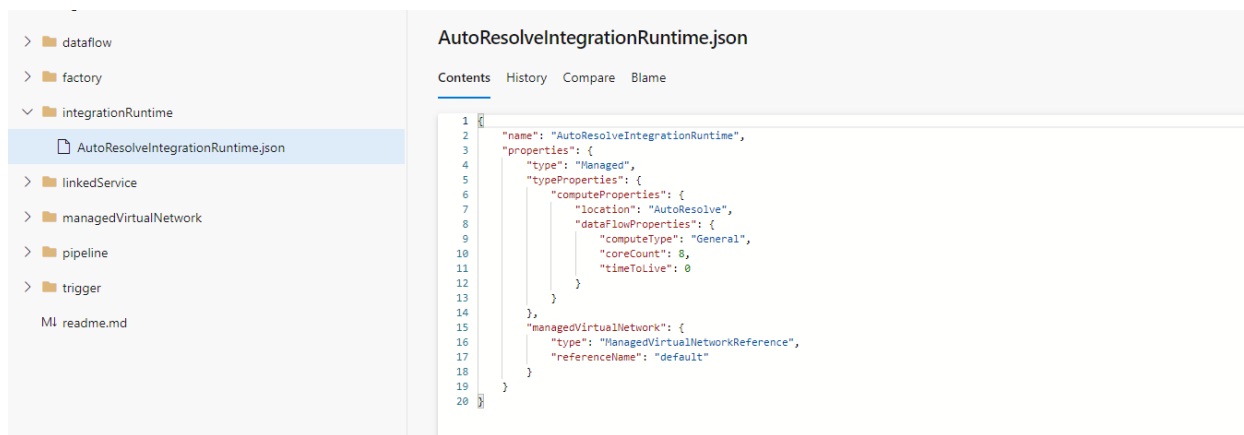 dataflow
factory
integrationRuntime
AutoResolveIntegrationRuntime.json
linkedService
managedVirtualNetwork
pipeline
trigger
M↓ readme.md
AutoResolveIntegrationRuntime.json
Contents History Compare Blame
1 {
2 "name": "AutoResolveIntegrationRuntime",
3 "properties": {
4 "type": "Managed",
5 "typeProperties": {
6 "computeProperties": {
7 "location": "AutoResolve",
8 "dataFlowProperties": {
9 "computeType": "General",
10 "coreCount": 8,
11 "timeToLive": 0
12 }
13 }
14 },
15 "managedVirtualNetwork": {
16 "type": "ManagedVirtualNetworkReference",
17 "referenceName": "default"
18 }
19 }
20 }